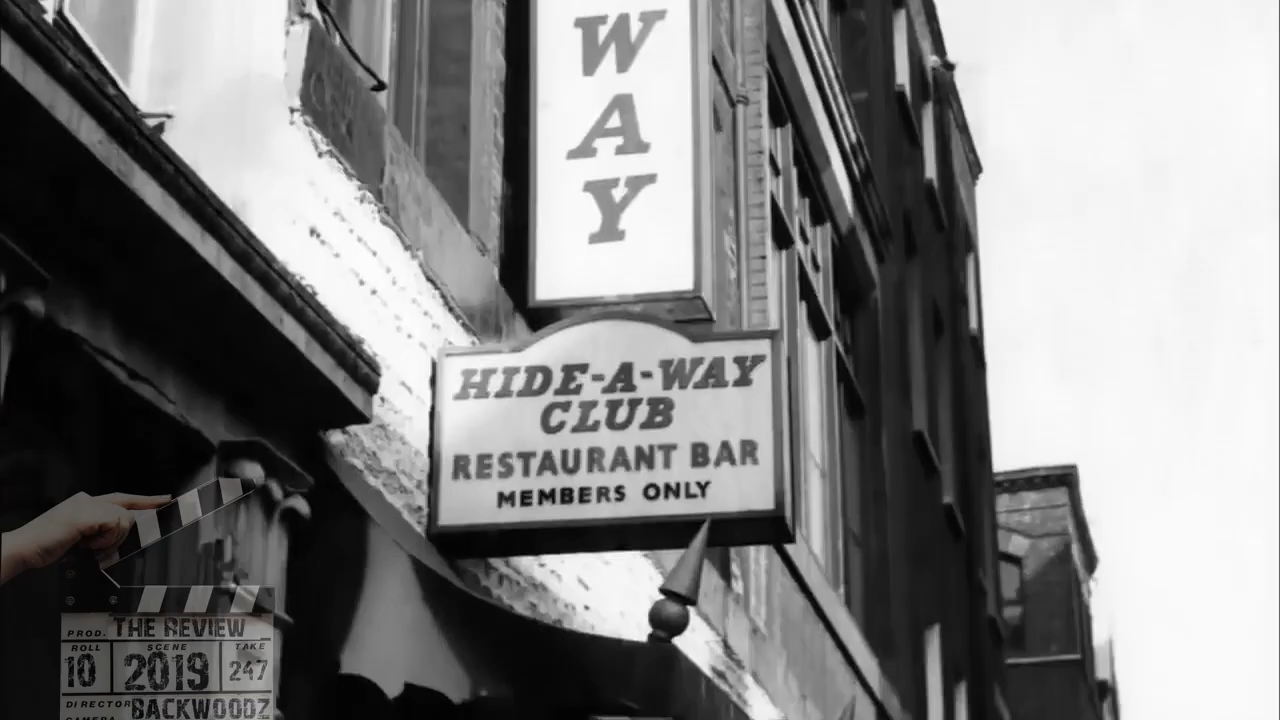 WAY
HIDE-A-WAY
CLUB
RESTAURANT BAR
MEMBERS ONLY
PROD. THE REVIEW
ROLL SCENE TAKE
10 2019 247
DIRECTOR BACKWOODZ
CAMERA